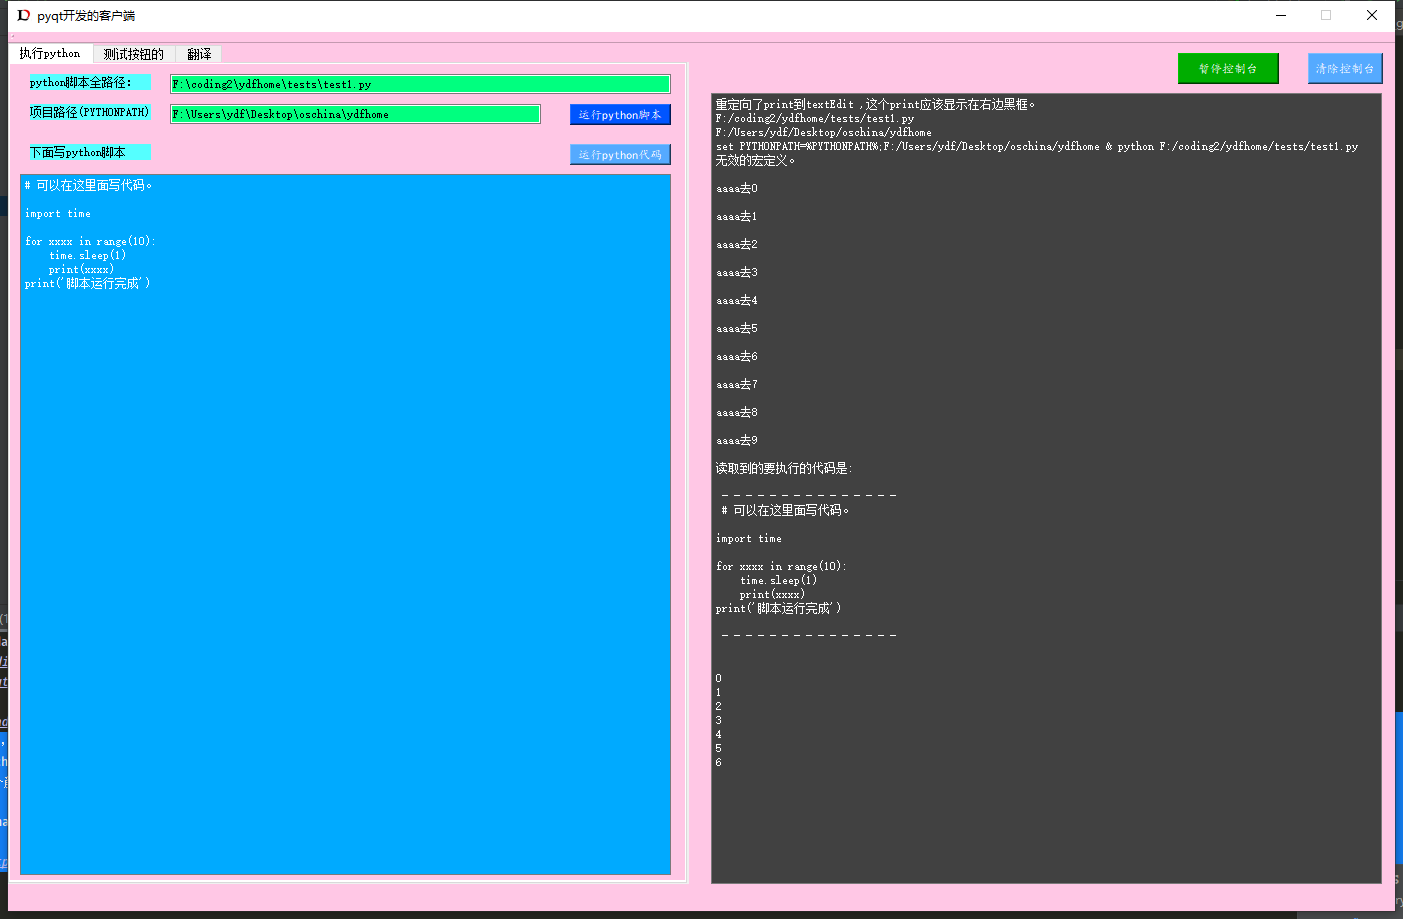 pyqt开发的客户端
执行python
测试按钮的
翻译
python脚本全路径：
F:\coding2\ydfhome\tests\test1.py
项目路径(PYTHONPATH)
F:\Users\ydf\Desktop\oschina\ydfhome
运行python脚本
下面写python脚本
运行python代码
# 可以在这里面写代码。
import time
for xxxx in range(10):
    time.sleep(1)
    print(xxxx)
print('脚本运行完成')
暂停控制台
清除控制台
重定向了print到textEdit ,这个print应该显示在右边黑框。
F:/coding2/ydfhome/tests/test1.py
F:/Users/ydf/Desktop/oschina/ydfhome
set PYTHONPATH=%PYTHONPATH%;F:/Users/ydf/Desktop/oschina/ydfhome & python F:/coding2/ydfhome/tests/test1.py
无效的宏定义。
aaaa去0
aaaa去1
aaaa去2
aaaa去3
aaaa去4
aaaa去5
aaaa去6
aaaa去7
aaaa去8
aaaa去9
读取到的要执行的代码是:
---------------
# 可以在这里面写代码。
import time
for xxxx in range(10):
    time.sleep(1)
    print(xxxx)
print('脚本运行完成')
---------------
0
1
2
3
4
5
6